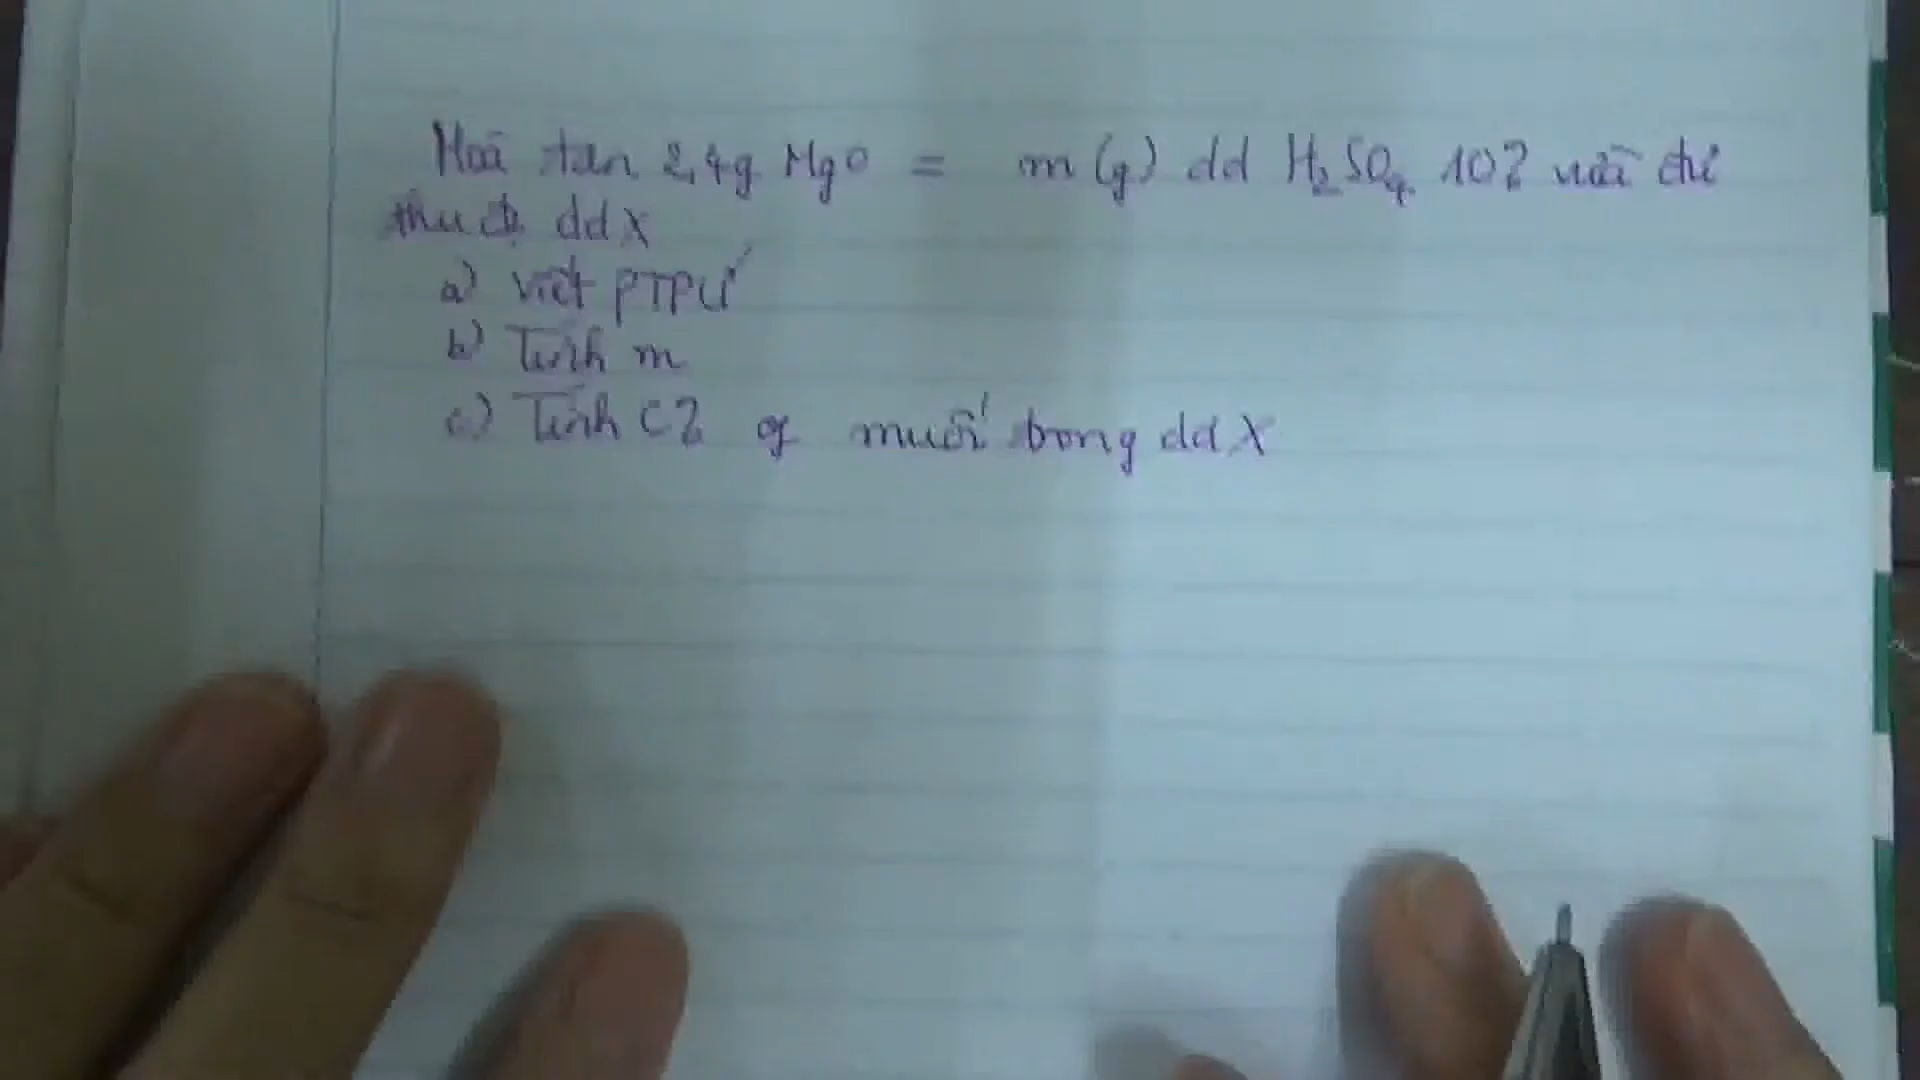 Hoà tan 2,4g MgO = m (g) dd H₂SO₄ 10% vừa đủ
thu đc dd X
a) Viết PTPƯ
b) Tính m
c) Tính C% of muối trong dd X